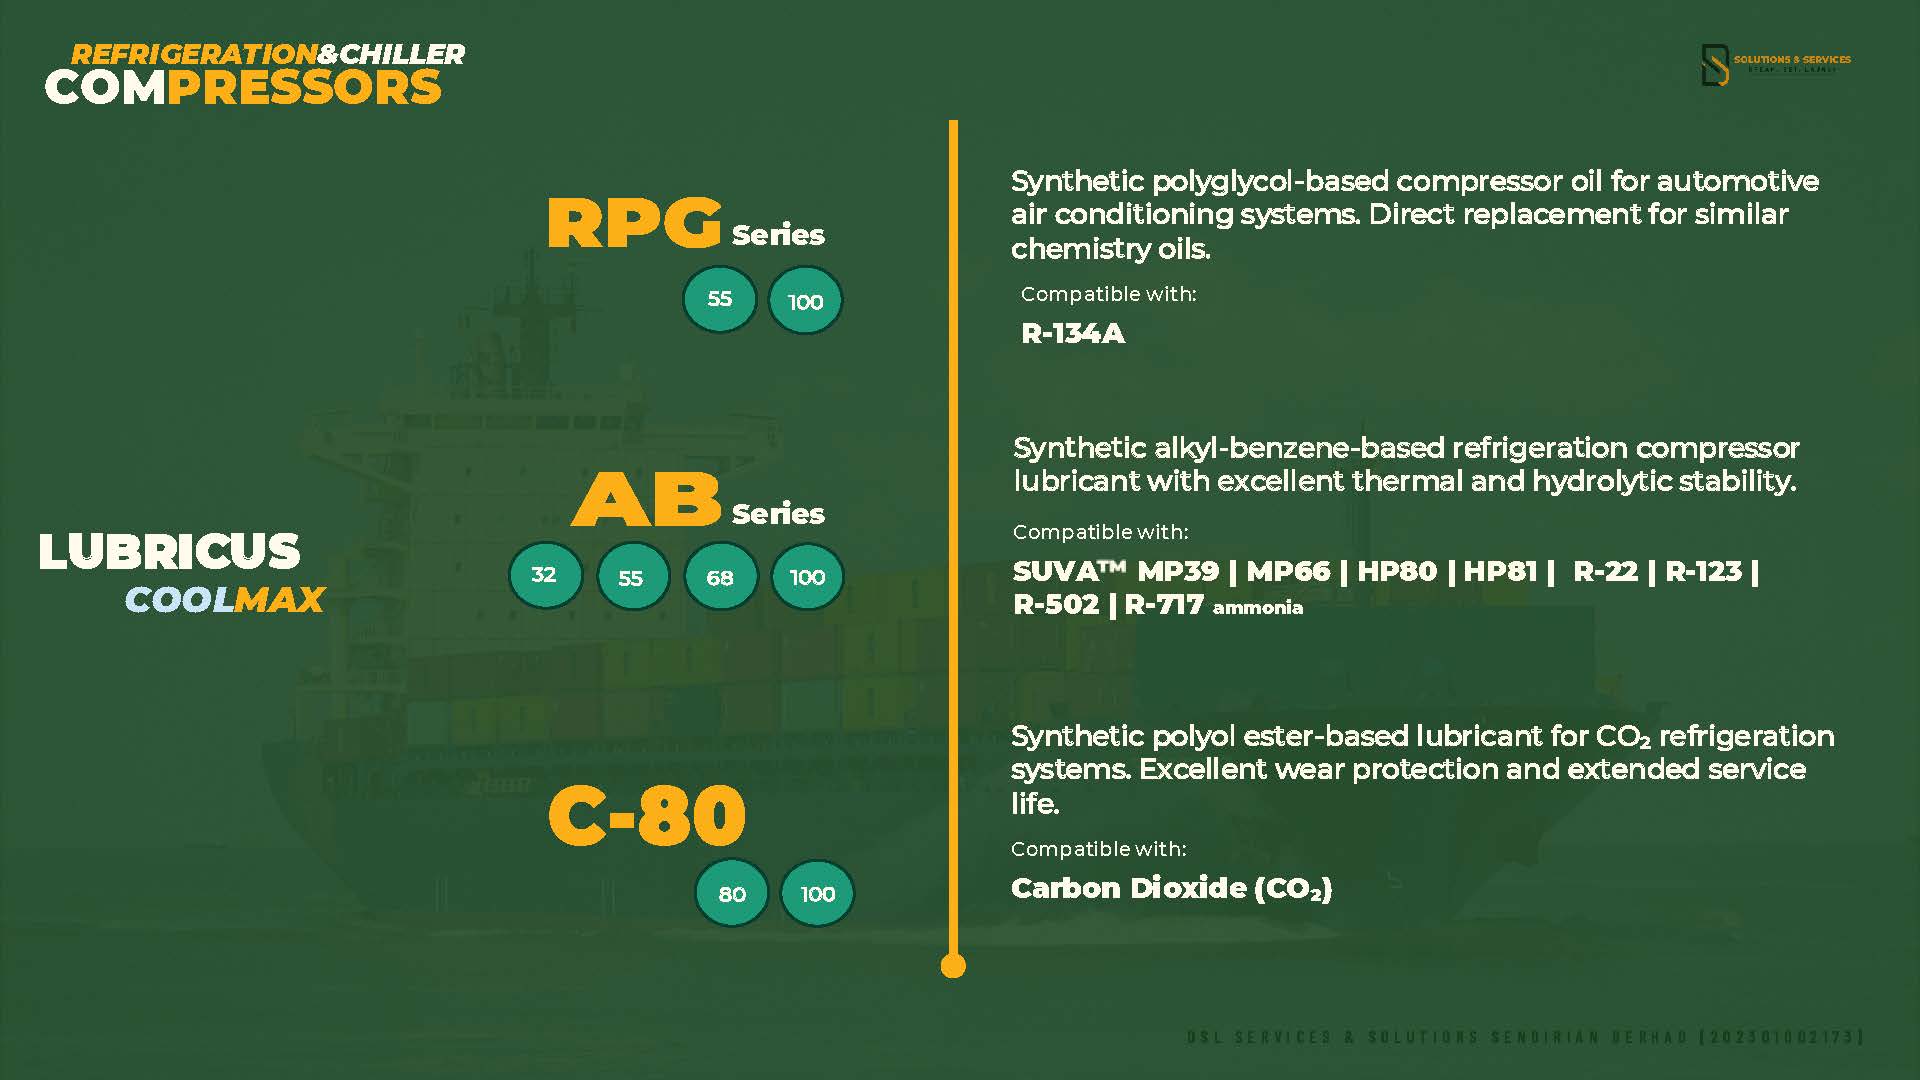 REFRIGERATION&CHILLER
COMPRESSORS
SOLUTIONS & SERVICES
LUBRICUS
COOLMAX
RPG Series
55 100
Synthetic polyglycol-based compressor oil for automotive
air conditioning systems. Direct replacement for similar
chemistry oils.
Compatible with:
R-134A
AB Series
32 55 68 100
Synthetic alkyl-benzene-based refrigeration compressor
lubricant with excellent thermal and hydrolytic stability.
Compatible with:
SUVA™ MP39 | MP66 | HP80 | HP81 | R-22 | R-123 |
R-502 | R-717 ammonia
C-80
80 100
Synthetic polyol ester-based lubricant for CO₂ refrigeration
systems. Excellent wear protection and extended service
life.
Compatible with:
Carbon Dioxide (CO₂)
DSL SERVICES & SOLUTIONS SENDIRIAN BERHAD [202301002173]